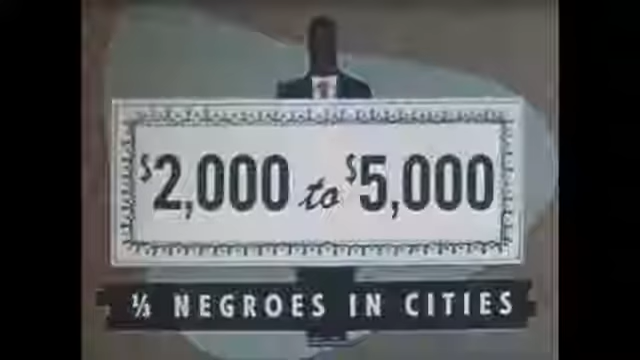 $2,000 to $5,000
⅓ NEGROES IN CITIES